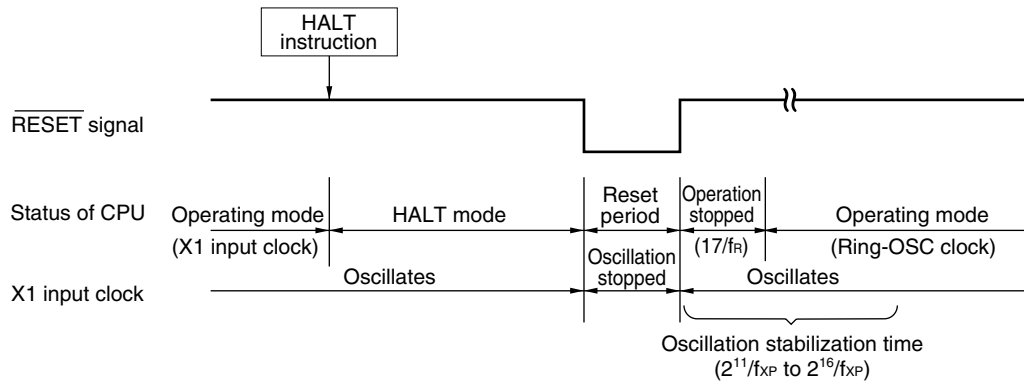 HALT
instruction
RESET signal
Status of CPU
Operating mode
(X1 input clock)
HALT mode
Reset
period
Operation
stopped
(17/fR)
Operating mode
(Ring-OSC clock)
X1 input clock
Oscillates
Oscillation
stopped
Oscillates
Oscillation stabilization time
(2¹¹/fXP to 2¹⁶/fXP)